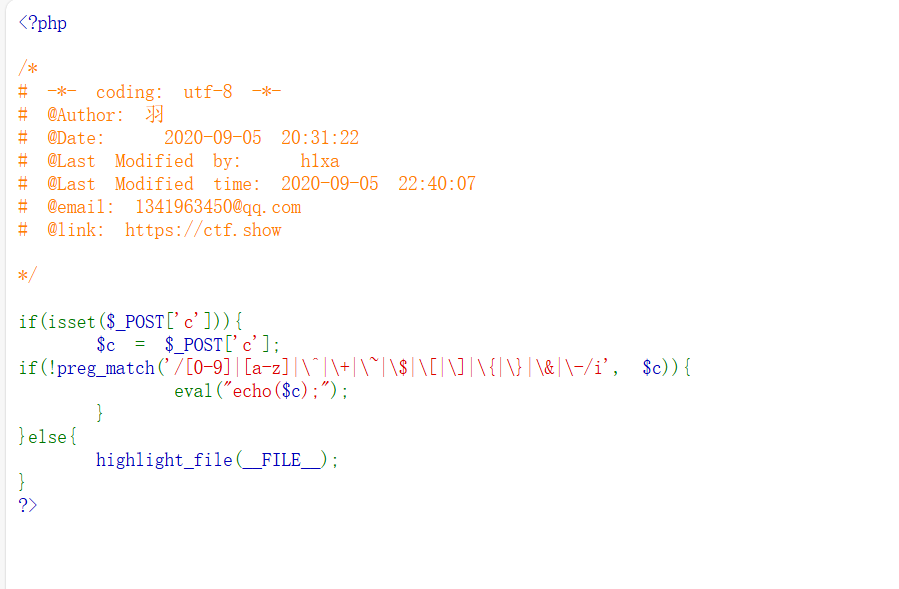 <?php
/*
# -*- coding: utf-8 -*-
# @Author: 羽
# @Date: 2020-09-05 20:31:22
# @Last Modified by: h1xa
# @Last Modified time: 2020-09-05 22:40:07
# @email: 1341963450@qq.com
# @link: https://ctf.show
*/
if(isset($_POST['c'])){
$c = $_POST['c'];
if(!preg_match('/[0-9]|[a-z]|\^|\+|\~|\$|\[|\]|\{|\}|\&|\-/i', $c)){
eval("echo($c);");
}
}else{
highlight_file(__FILE__);
}
?>